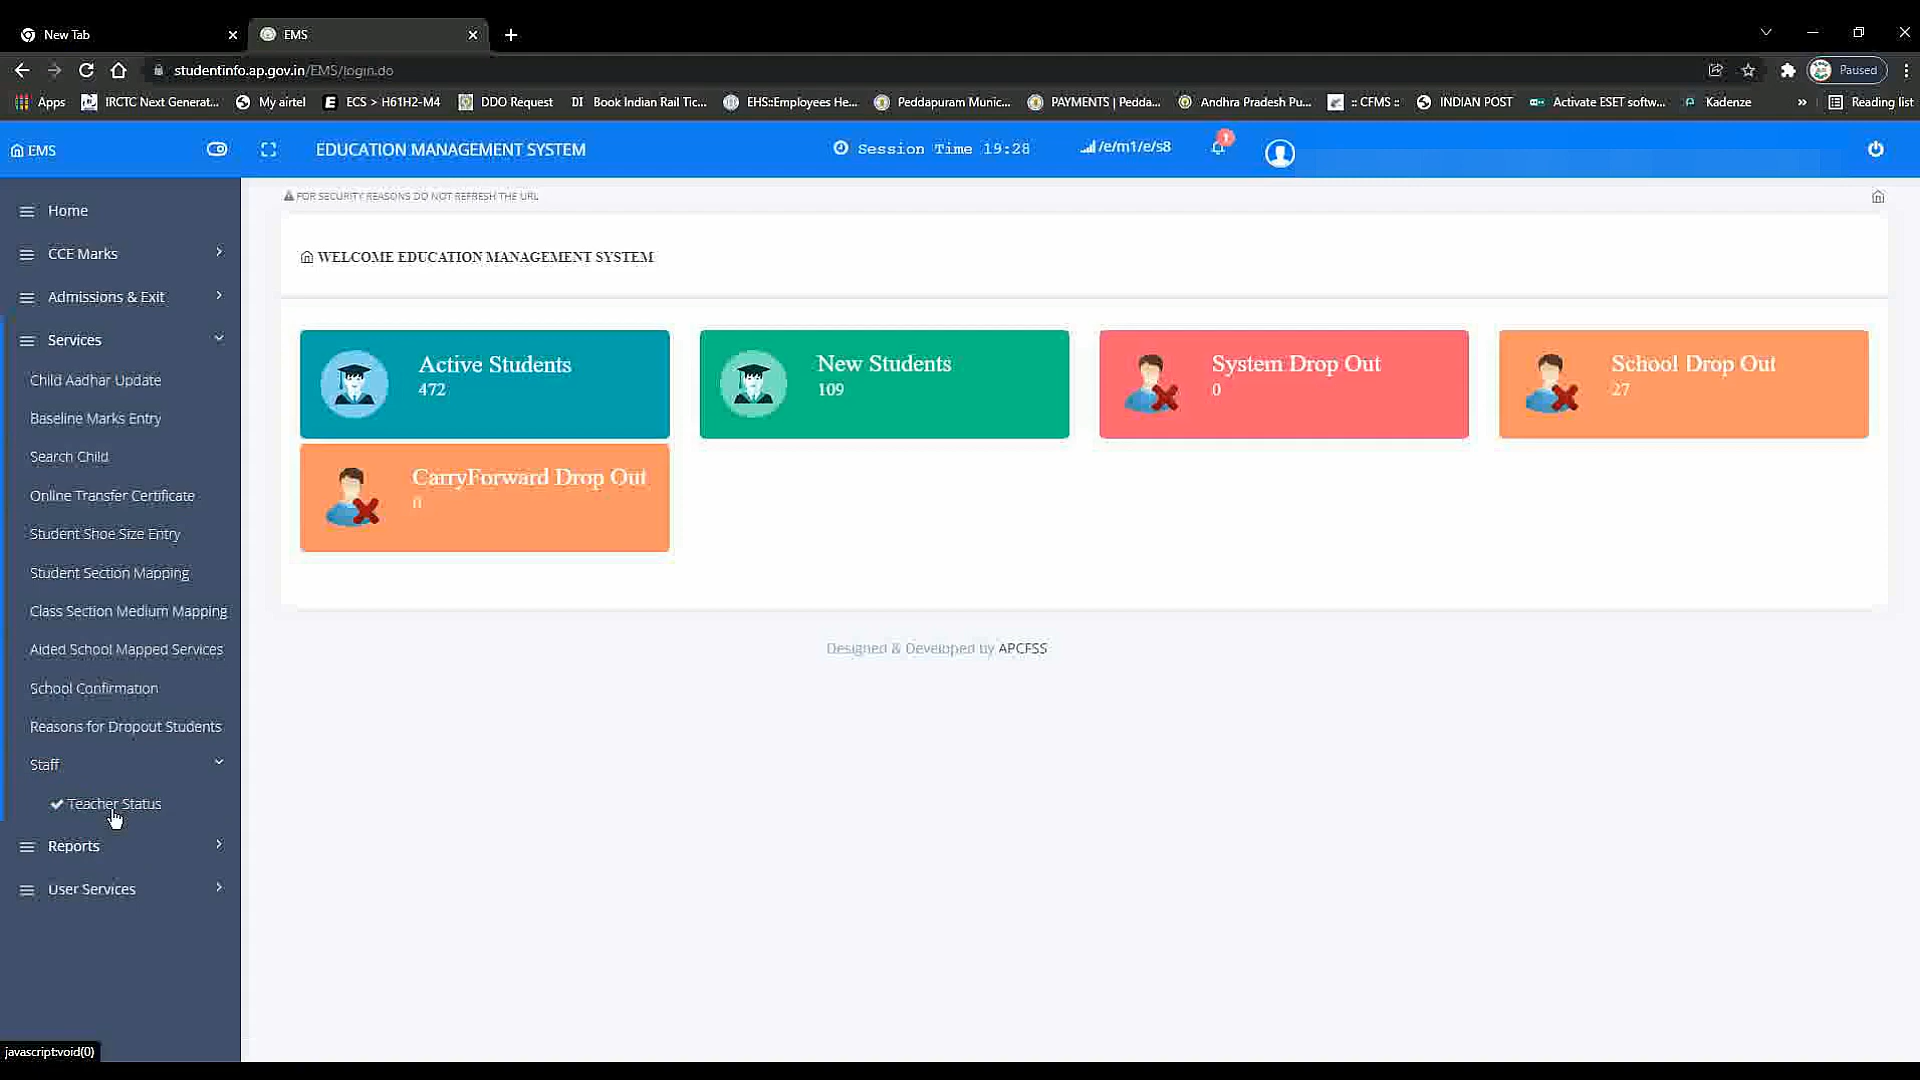 New Tab
EMS
studentinfo.ap.gov.in/EMS/login.do
Paused
Apps
IRCTC Next Generat...
My airtel
ECS > H61H2-M4
DDO Request
DI Book Indian Rail Tic...
EHS::Employees He...
Peddapuram Munic...
PAYMENTS | Pedda...
Andhra Pradesh Pu...
:: CFMS ::
INDIAN POST
Activate ESET softw...
Kadenze
»
Reading list
EMS
EDUCATION MANAGEMENT SYSTEM
Session Time 19:28
/e/m1/e/s8
1
FOR SECURITY REASONS DO NOT REFRESH THE URL
Home
CCE Marks
Admissions & Exit
Services
Child Aadhar Update
Baseline Marks Entry
Search Child
Online Transfer Certificate
Student Shoe Size Entry
Student Section Mapping
Class Section Medium Mapping
Aided School Mapped Services
School Confirmation
Reasons for Dropout Students
Staff
Teacher Status
Reports
User Services
WELCOME EDUCATION MANAGEMENT SYSTEM
Active Students
472
New Students
109
System Drop Out
0
School Drop Out
27
CarryForward Drop Out
0
Designed & Developed by APCFSS
javascript:void(0)